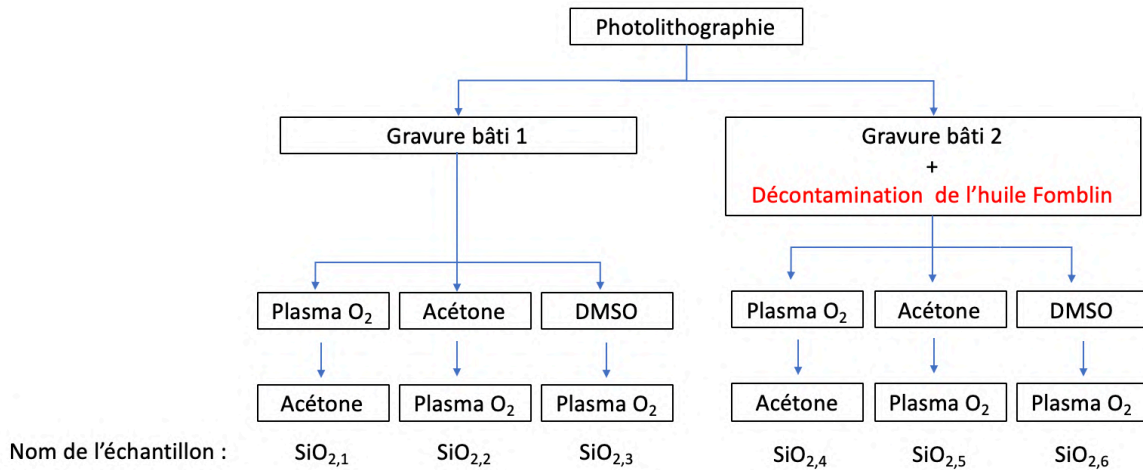 Photolithographie
Gravure bâti 1
Gravure bâti 2
+
Décontamination de l’huile Fomblin
Plasma O₂ Acétone DMSO Plasma O₂ Acétone DMSO
Acétone Plasma O₂ Plasma O₂ Acétone Plasma O₂ Plasma O₂
Nom de l’échantillon : SiO₂,₁ SiO₂,₂ SiO₂,₃ SiO₂,₄ SiO₂,₅ SiO₂,₆